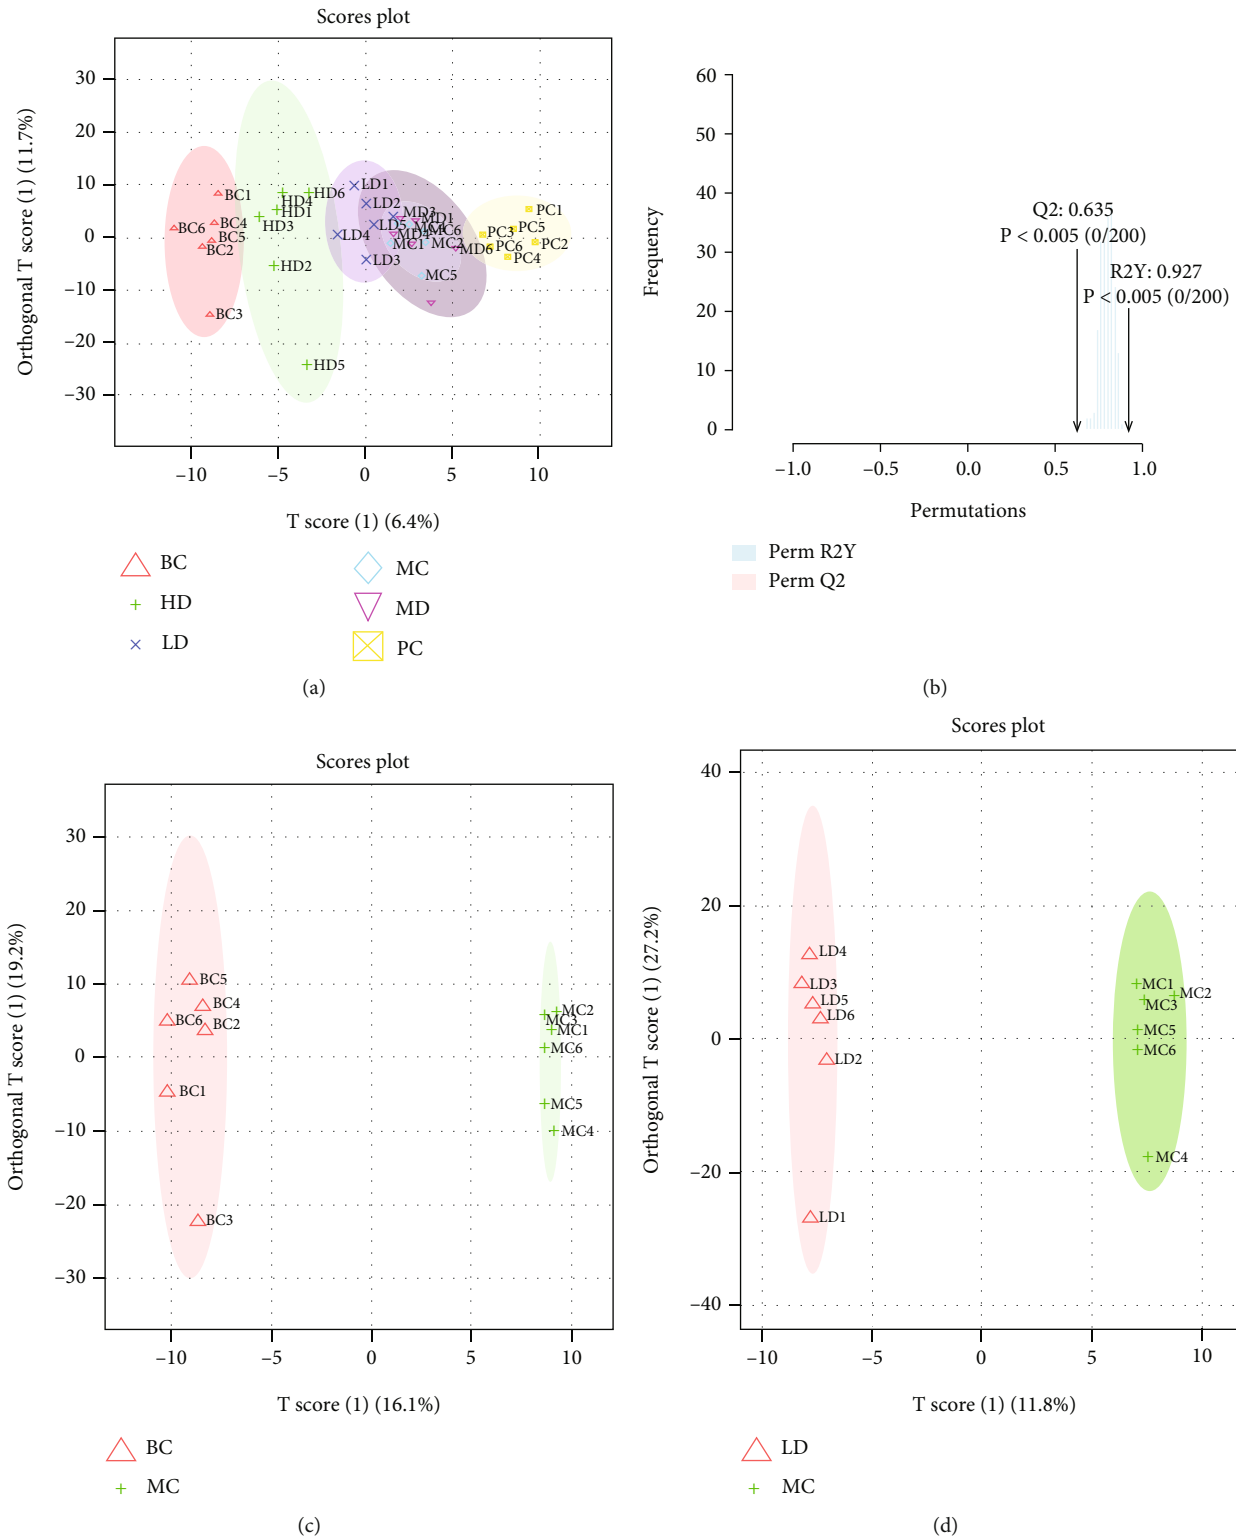 Scores plot
Orthogonal T score (1) (11.7%)
30
20
10
0
−10
−20
−30
BC1
BC6
BC4
BC5
BC2
BC3
HD4
HD6
HD1
HD3
HD2
HD5
LD1
LD2
LD5
LD4
LD3
MD3
MD1
MC4
MD4
MC6
MC1
MC2
MD6
MC5
PC1
PC5
PC3
PC2
PC6
PC4
−10
−5
0
5
10
T score (1) (6.4%)
BC
HD
LD
MC
MD
PC
(a)
Frequency
60
50
40
30
20
10
0
Q2: 0.635
P < 0.005 (0/200)
R2Y: 0.927
P < 0.005 (0/200)
−1.0
−0.5
0.0
0.5
1.0
Permutations
Perm R2Y
Perm Q2
(b)
Scores plot
Orthogonal T score (1) (19.2%)
30
20
10
0
−10
−20
−30
BC5
BC4
BC6
BC2
BC1
BC3
MC2
MC3
MC1
MC6
MC5
MC4
−10
−5
0
5
10
T score (1) (16.1%)
BC
MC
(c)
Scores plot
Orthogonal T score (1) (27.2%)
40
20
0
−20
−40
LD4
LD3
LD5
LD6
LD2
LD1
MC1
MC2
MC3
MC5
MC6
MC4
−10
−5
0
5
10
T score (1) (11.8%)
LD
MC
(d)